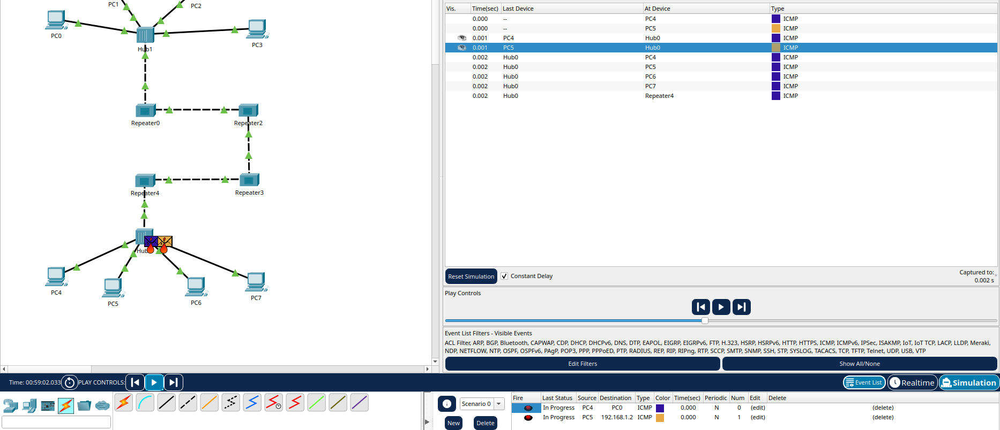 PC1
PC2
PC0
PC3
Hub1
Repeater0
Repeater2
Repeater4
Repeater3
Hub
PC4
PC5
PC6
PC7
Vis. Time(sec) Last Device At Device Type
0.000 -- PC4 ICMP
0.000 -- PC5 ICMP
0.001 PC4 Hub0 ICMP
0.001 PC5 Hub0 ICMP
0.002 Hub0 PC4 ICMP
0.002 Hub0 PC5 ICMP
0.002 Hub0 PC6 ICMP
0.002 Hub0 PC7 ICMP
0.002 Hub0 Repeater4 ICMP
Reset Simulation Constant Delay Captured to: *
0.002 s
Play Controls
Event List Filters - Visible Events
ACL Filter, ARP, BGP, Bluetooth, CAPWAP, CDP, DHCP, DHCPv6, DNS, DTP, EAPOL, EIGRP, EIGRPv6, FTP, H.323, HSRP, HSRPv6, HTTP, HTTPS, ICMP, ICMPv6, IPSec, ISAKMP, IoT, IoT TCP, LACP, LLDP, Meraki,
NDP, NETFLOW, NTP, OSPF, OSPFv6, PAgP, POP3, PPP, PPPoED, PTP, RADIUS, REP, RIP, RIPng, RTP, SCCP, SMTP, SNMP, SSH, STP, SYSLOG, TACACS, TCP, TFTP, Telnet, UDP, USB, VTP
Edit Filters Show All/None
Time: 00:59:02.033 PLAY CONTROLS: Event List Realtime Simulation
Scenario 0
New Delete
Fire Last Status Source Destination Type Color Time(sec) Periodic Num Edit Delete
In Progress PC4 PC0 ICMP 0.000 N 0 (edit) (delete)
In Progress PC5 192.168.1.2 ICMP 0.000 N 1 (edit) (delete)